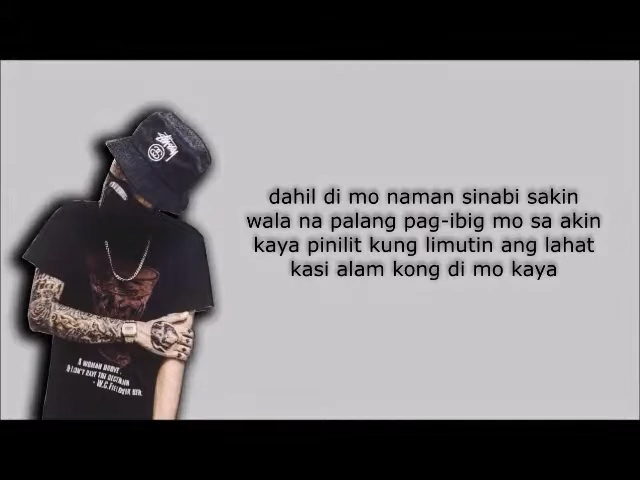 STÜSSY
dahil di mo naman sinabi sakin
wala na palang pag-ibig mo sa akin
kaya pinilit kung limutin ang lahat
kasi alam kong di mo kaya